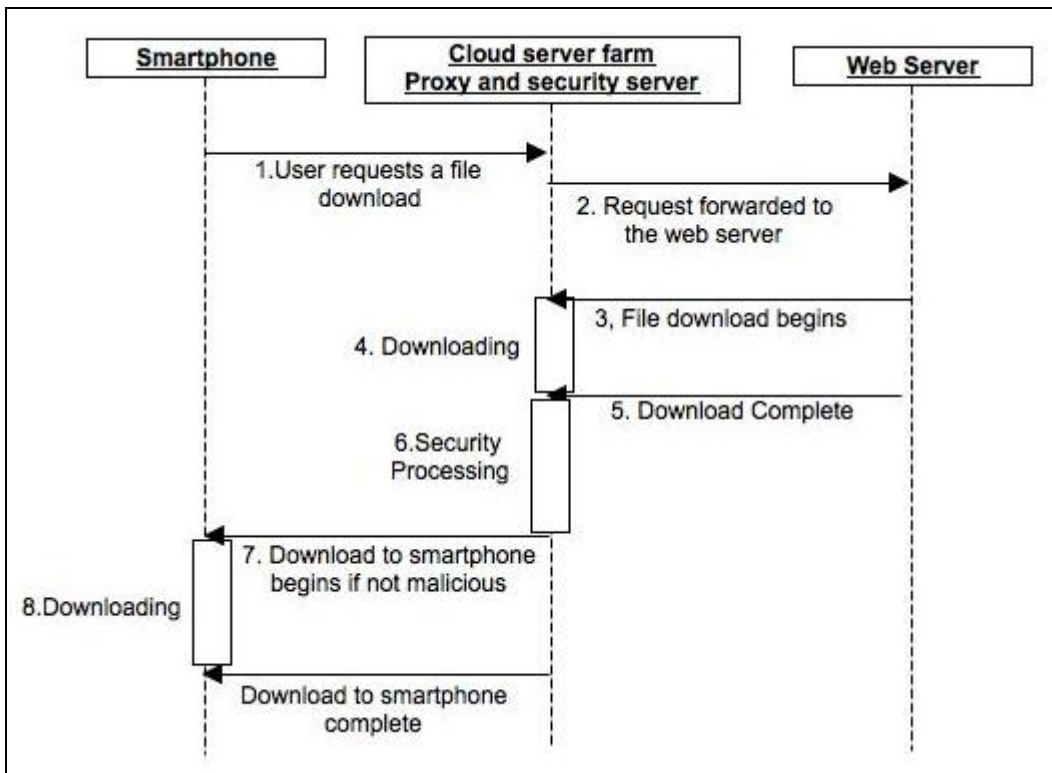 Smartphone
Cloud server farm
Proxy and security server
Web Server
1.User requests a file
download
2. Request forwarded to
the web server
3, File download begins
4. Downloading
5. Download Complete
6.Security
Processing
7. Download to smartphone
begins if not malicious
8.Downloading
Download to smartphone
complete